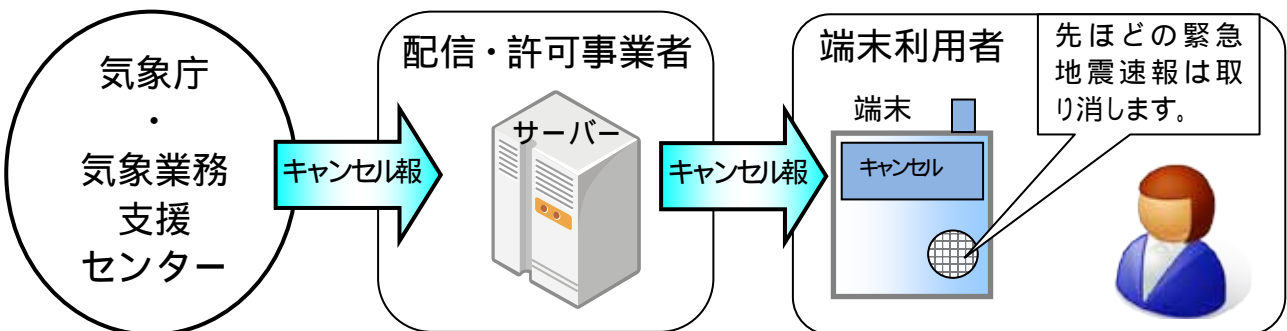 気象庁
・
気象業務
支援
センター
キャンセル報
配信・許可事業者
サーバー
キャンセル報
端末利用者
端末
キャンセル
先ほどの緊急
地震速報は取
り消します。